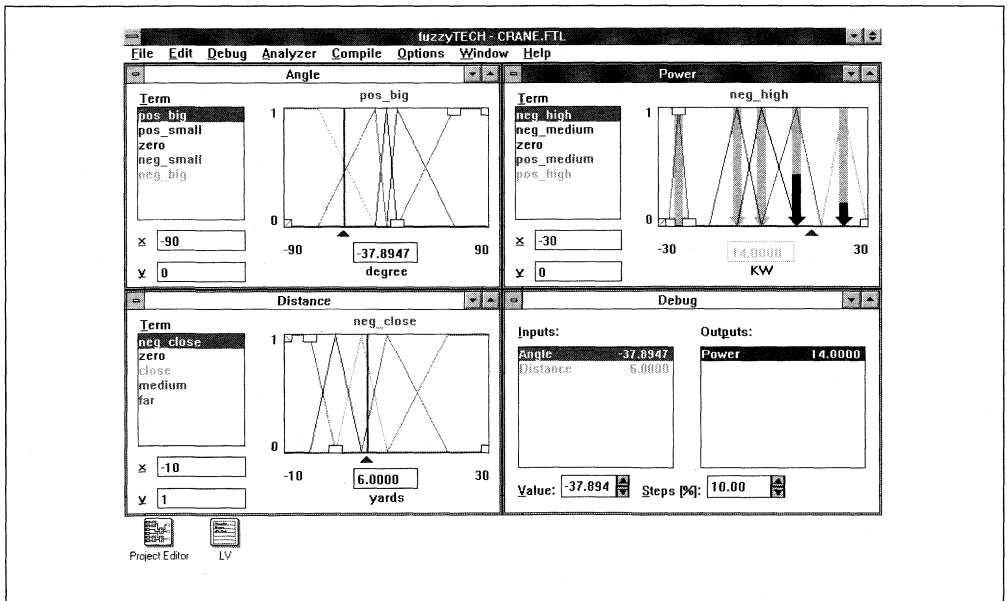 fuzzyTECH - CRANE.FTL
File Edit Debug Analyzer Compile Options Window Help
Angle
Term
pos_big
pos_small
zero
neg_small
neg_big
x -90
y 0
pos_big
1
0
-90 -37.8947 90
degree
Power
Term
neg_high
neg_medium
zero
pos_medium
pos_high
x -30
y 0
neg_high
1
0
-30 14.0000 30
KW
Distance
Term
neg_close
zero
close
medium
far
x -10
y 1
neg_close
1
0
-10 6.0000 30
yards
Debug
Inputs:
Angle -37.8947
Distance 6.0000
Outputs:
Power 14.0000
Value: -37.894 Steps [%]: 10.00
Project Editor LV